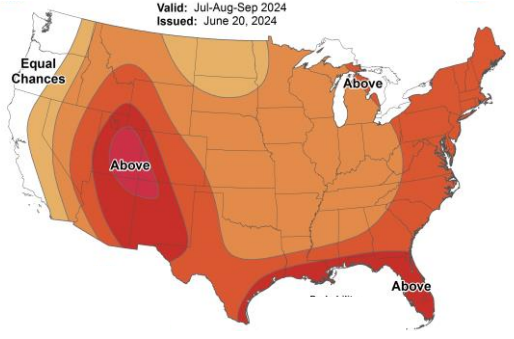 Valid: Jul-Aug-Sep 2024
Issued: June 20, 2024
Equal
Chances
Above
Above
Above